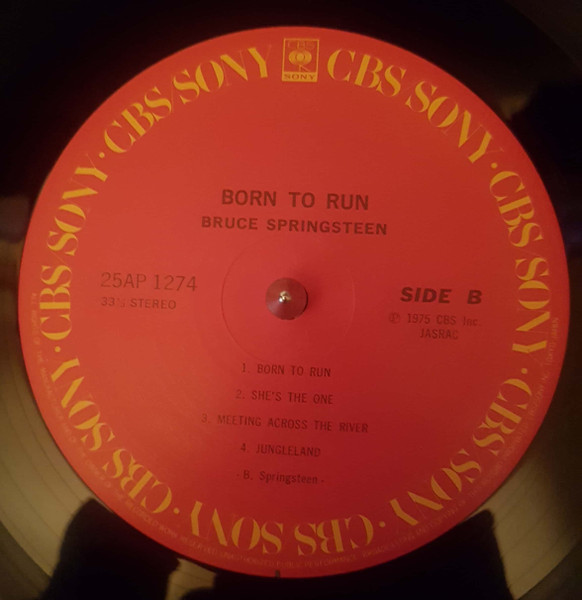 CBS
SONY
CBS/SONY · CBS SONY · CBS SONY · CBS SONY · CBS SONY · CBS SONY · CBS SONY · CBS SONY
BORN TO RUN
BRUCE SPRINGSTEEN
25AP 1274
33⅓ STEREO
SIDE B
Ⓟ 1975 CBS Inc.
JASRAC
1. BORN TO RUN
2. SHE'S THE ONE
3. MEETING ACROSS THE RIVER
4. JUNGLELAND
- B. Springsteen -